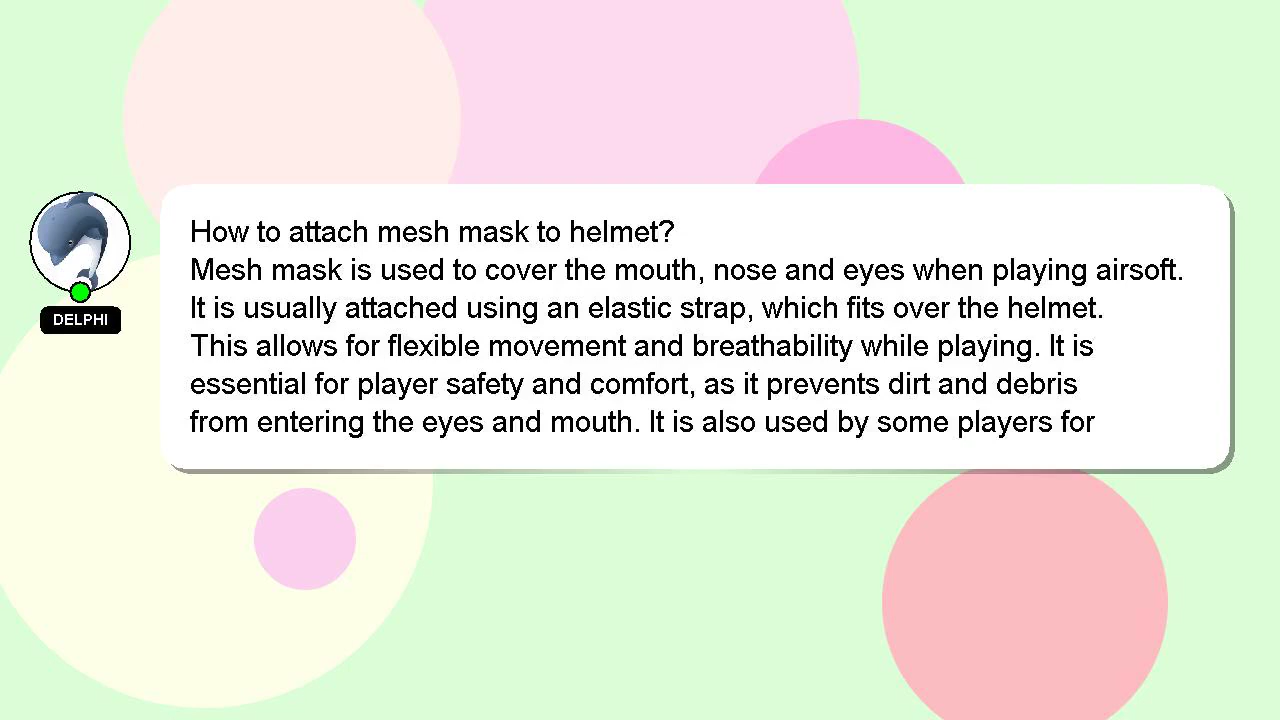 How to attach mesh mask to helmet?
Mesh mask is used to cover the mouth, nose and eyes when playing airsoft.
It is usually attached using an elastic strap, which fits over the helmet.
This allows for flexible movement and breathability while playing. It is
essential for player safety and comfort, as it prevents dirt and debris
from entering the eyes and mouth. It is also used by some players for
DELPHI